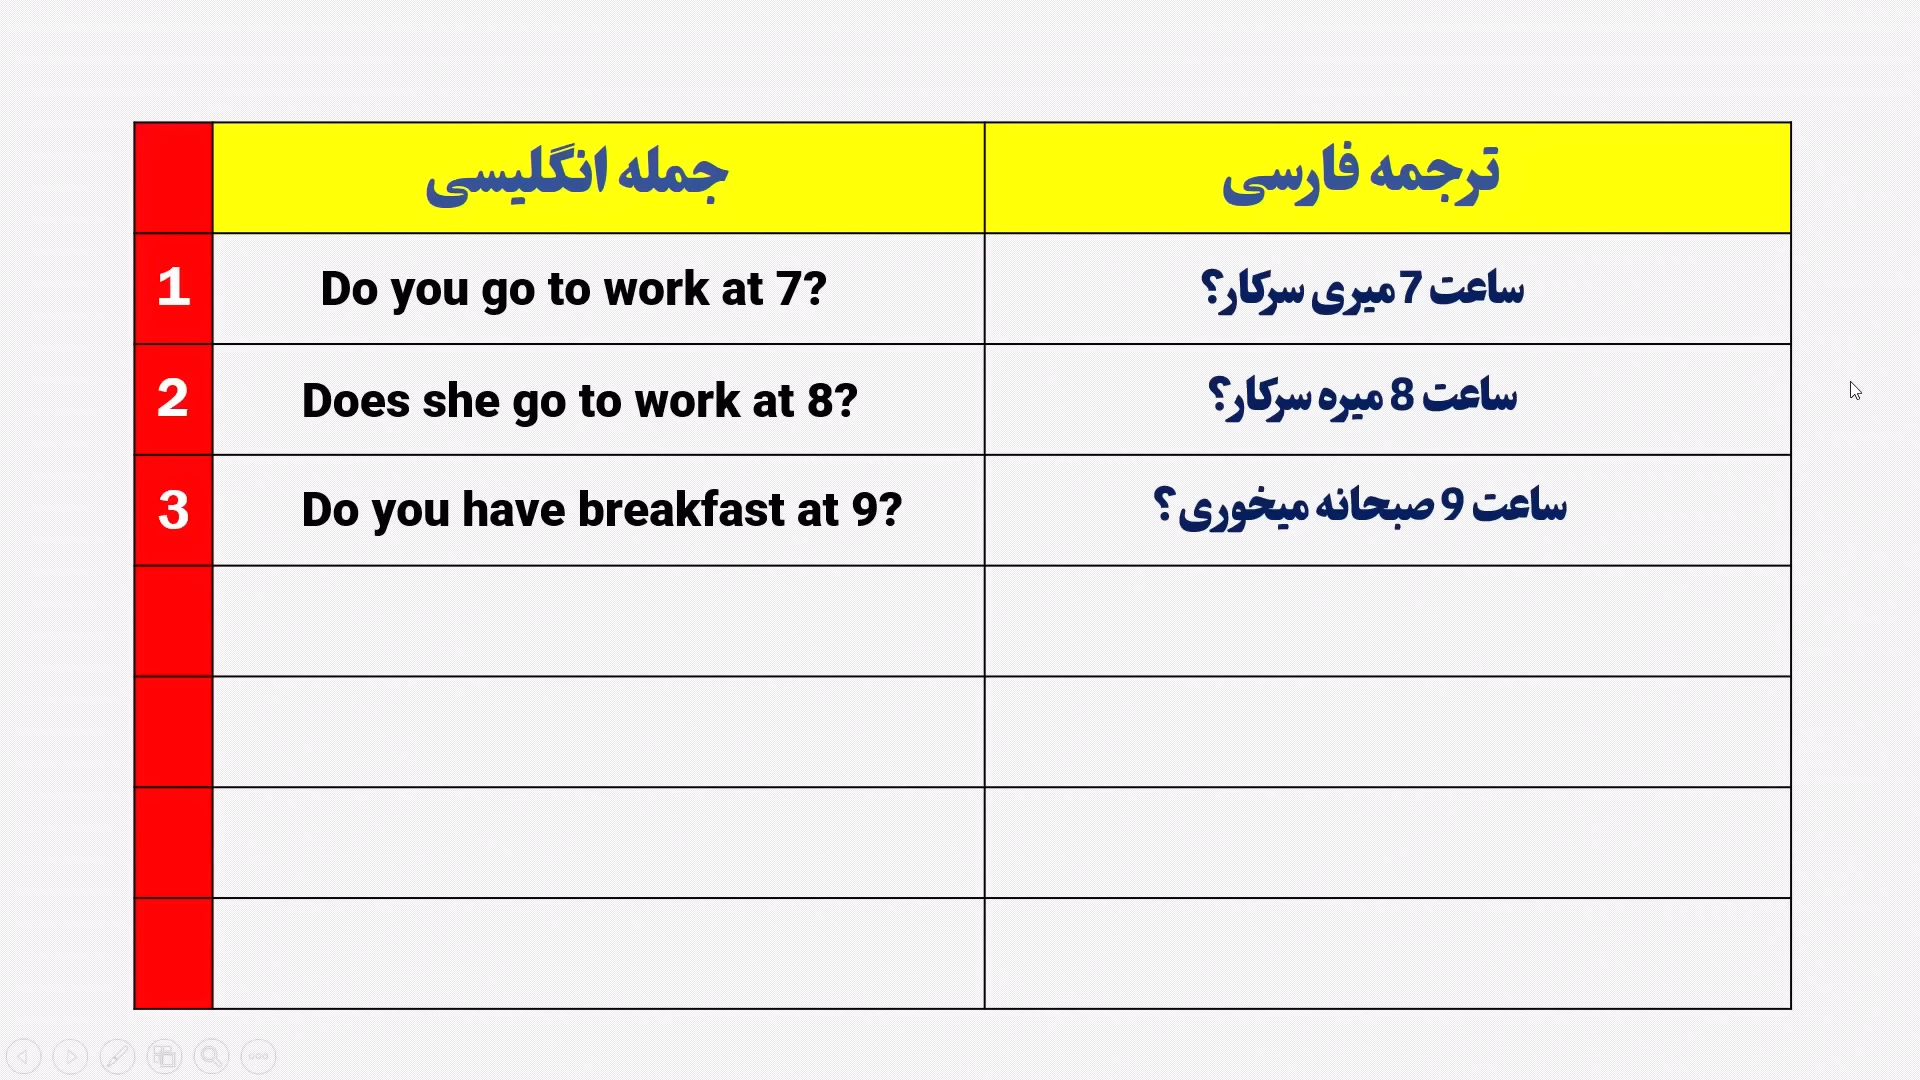 جمله انگلیسی
ترجمه فارسی
1
Do you go to work at 7?
ساعت 7 میری سرکار؟
2
Does she go to work at 8?
ساعت 8 میره سرکار؟
3
Do you have breakfast at 9?
ساعت 9 صبحانه میخوری ؟